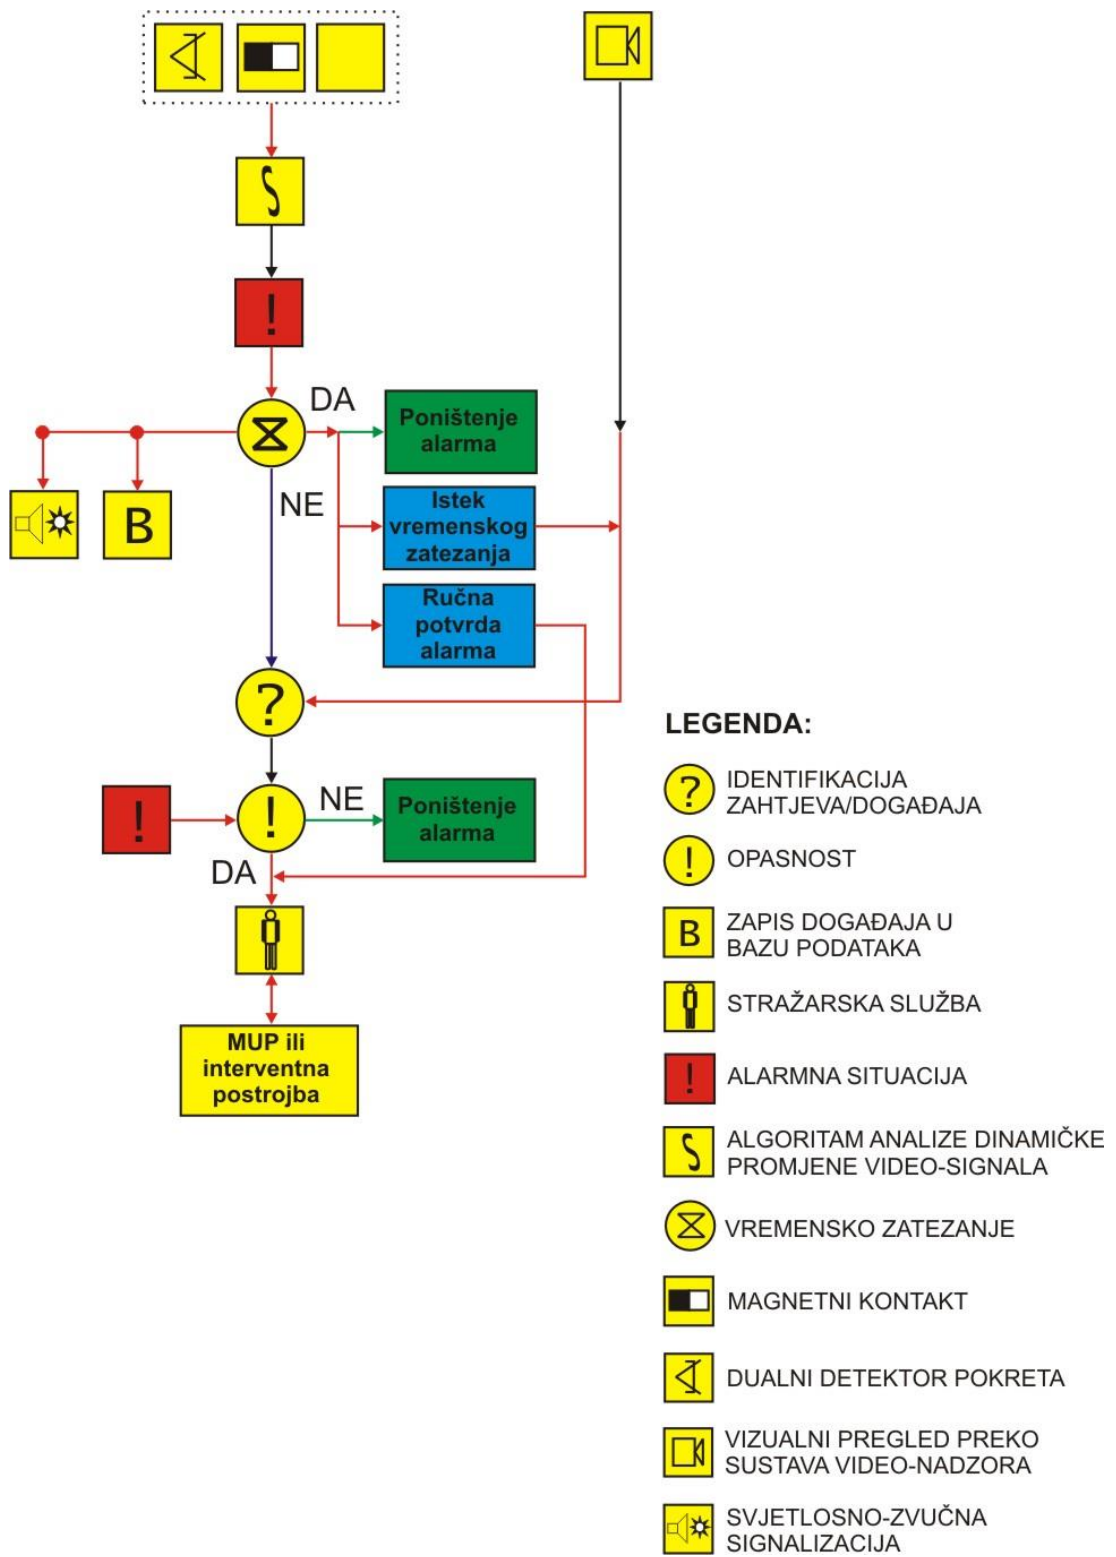 !
DA
Poništenje
alarma
NE
Istek
vremenskog
zatezanja
B
Ručna
potvrda
alarma
?
!
!
NE
Poništenje
alarma
DA
MUP ili
interventna
postrojba
LEGENDA:
? IDENTIFIKACIJA
ZAHTJEVA/DOGAĐAJA
! OPASNOST
B ZAPIS DOGAĐAJA U
BAZU PODATAKA
STRAŽARSKA SLUŽBA
! ALARMNA SITUACIJA
ALGORITAM ANALIZE DINAMIČKE
PROMJENE VIDEO-SIGNALA
VREMENSKO ZATEZANJE
MAGNETNI KONTAKT
DUALNI DETEKTOR POKRETA
VIZUALNI PREGLED PREKO
SUSTAVA VIDEO-NADZORA
SVJETLOSNO-ZVUČNA
SIGNALIZACIJA